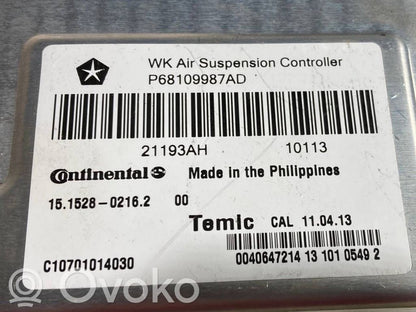 WK Air Suspension Controller
P68109987AD
21193AH 10113
Continental Made in the Philippines
15.1528-0216.2 00
Temic CAL 11.04.13
C10701014030 0040647214 13 101 0549 2
ovoko